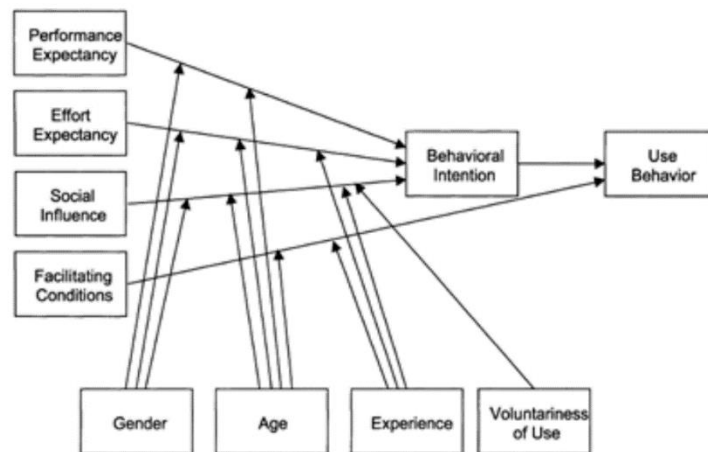 Performance
Expectancy
Effort
Expectancy
Social
Influence
Facilitating
Conditions
Behavioral
Intention
Use
Behavior
Gender
Age
Experience
Voluntariness
of Use